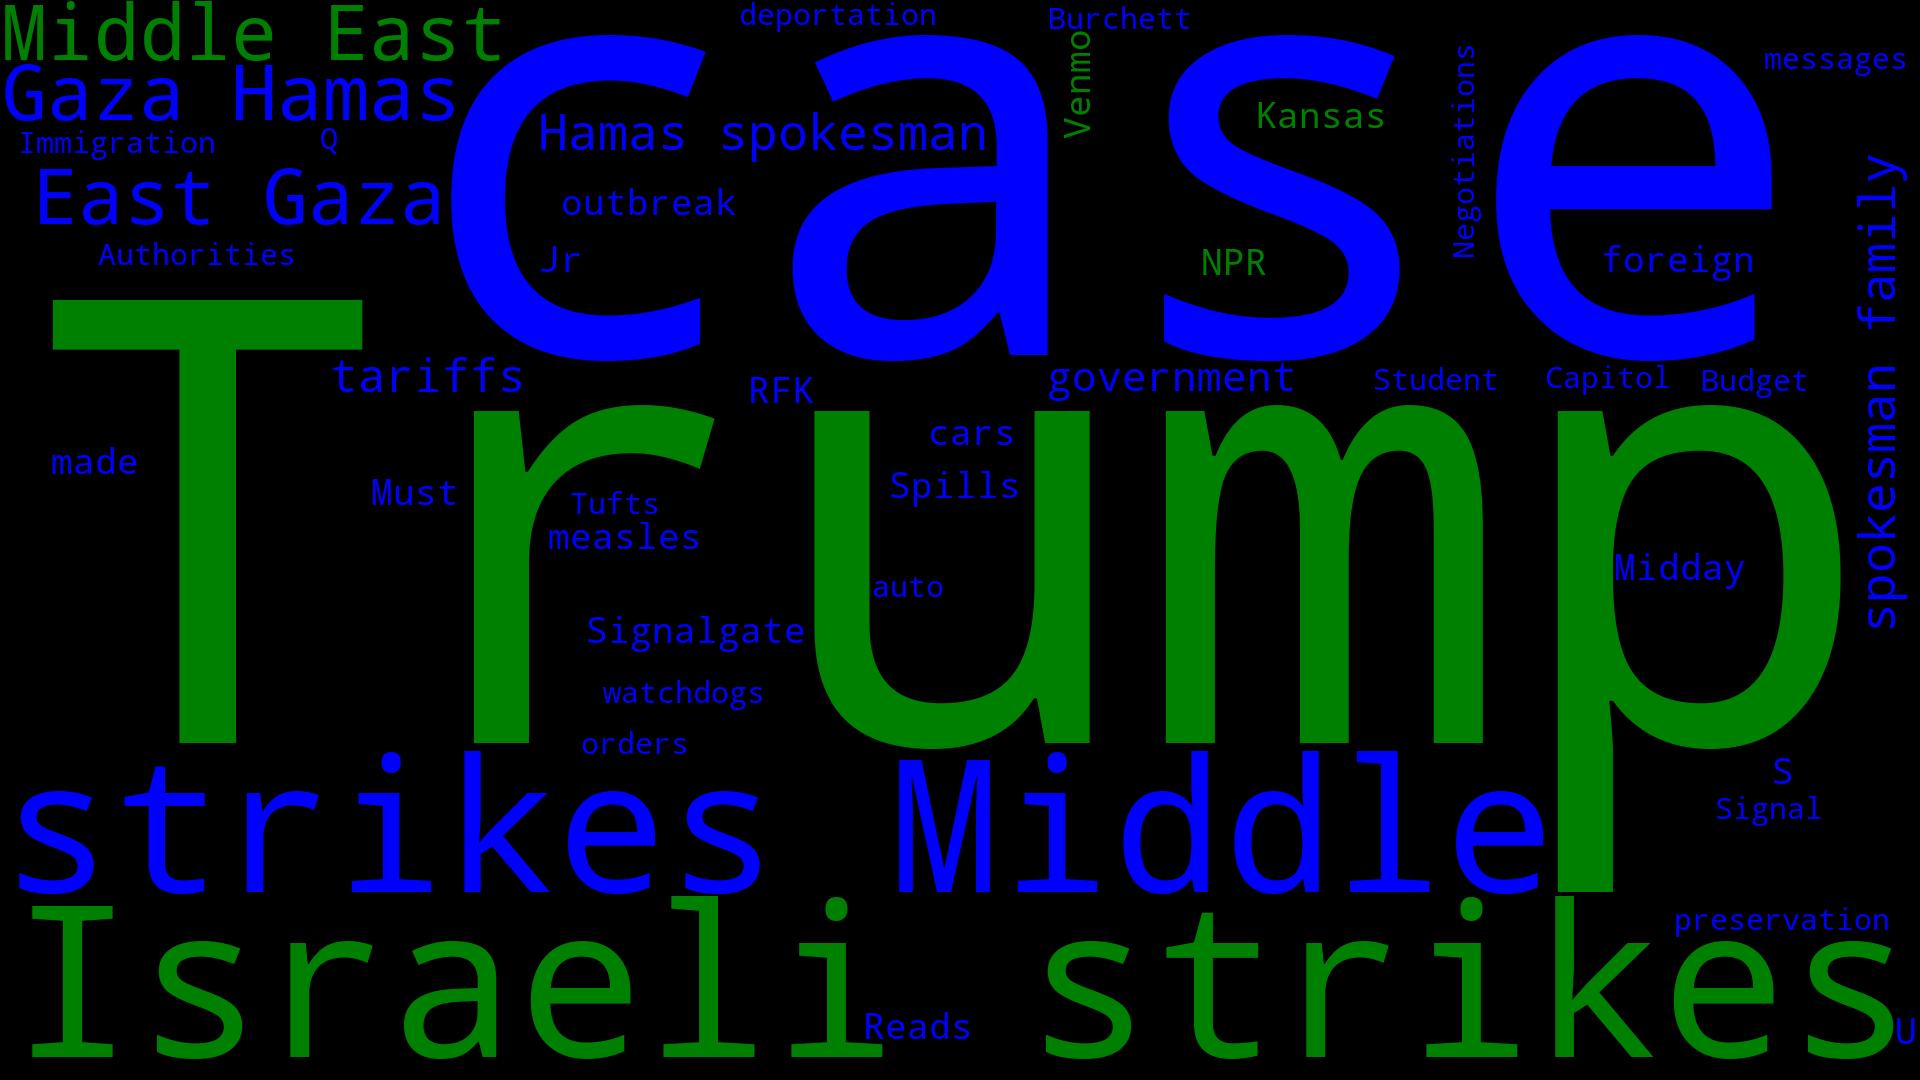 Middle East
deportation
Burchett
case
Gaza Hamas
Venmo
Negotiations
messages
Immigration
Q
Hamas spokesman
Kansas
East Gaza
outbreak
Authorities
Jr
NPR
foreign
spokesman family
Trump
tariffs
RFK
government
Student
Capitol
Budget
made
Must
cars
Tufts
Spills
measles
auto
Midday
Signalgate
watchdogs
orders
strikes Middle
S
Signal
Israeli strikes
preservation
Reads
U